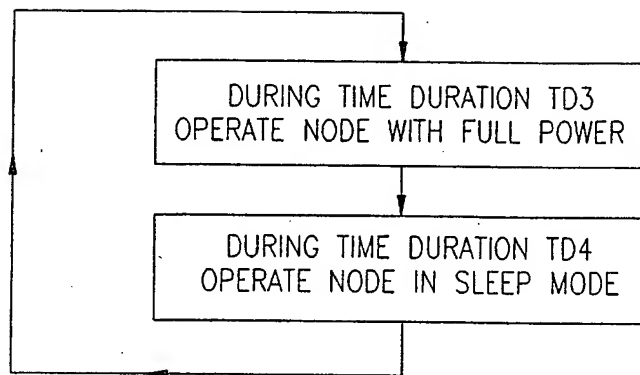 DURING TIME DURATION TD3
OPERATE NODE WITH FULL POWER
DURING TIME DURATION TD4
OPERATE NODE IN SLEEP MODE